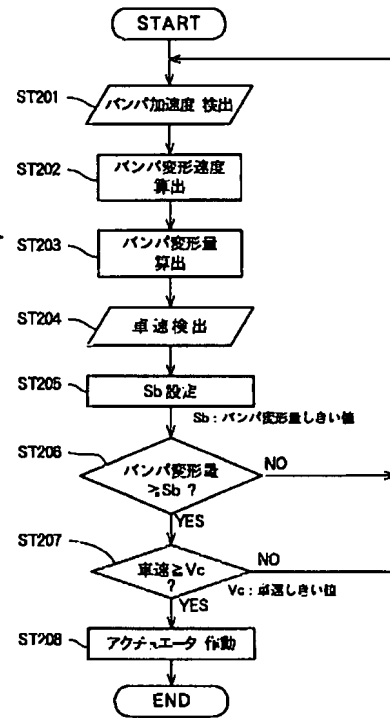 START
ST201
バンパ加速度 検出
ST202
バンパ変形速度
算出
ST203
バンパ変形量
算出
ST204
車速検出
ST205
Sb 設定
Sb：バンパ変形量しきい値
ST206
バンパ変形量
≧Sb ?
NO
YES
ST207
車速≧Vc
?
NO
Vc：車速しきい値
YES
ST208
アクチュエータ 作動
END